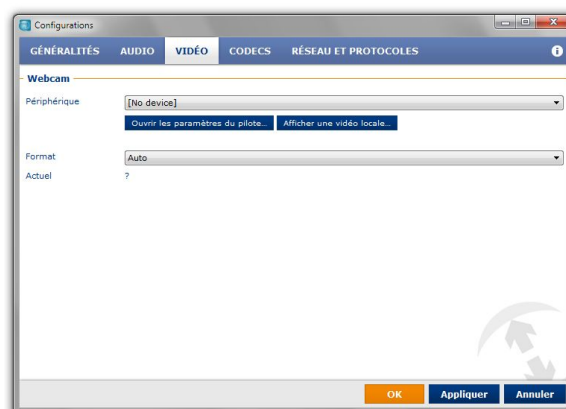 Configurations
GÉNÉRALITÉS AUDIO VIDÉO CODECS RÉSEAU ET PROTOCOLES
Webcam
Périphérique [No device]
Ouvrir les paramètres du pilote... Afficher une vidéo locale...
Format Auto
Actuel ?
OK Appliquer Annuler